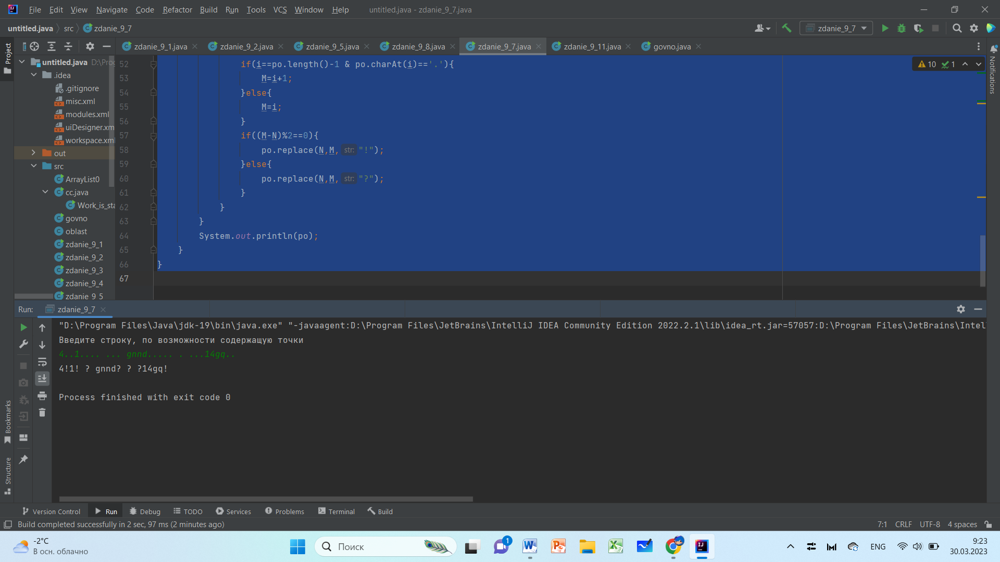 File Edit View Navigate Code Refactor Build Run Tools VCS Window Help untitled.java - zdanie_9_7.java
untitled.java src zdanie_9_7 zdanie_9_7
zdanie_9_1.java zdanie_9_2.java zdanie_9_5.java zdanie_9_8.java zdanie_9_7.java zdanie_9_11.java govno.java
Project
Notifications
untitled.java D:\Prog
.idea
.gitignore
misc.xml
modules.xml
uiDesigner.xm
workspace.xml
out
src
ArrayList0
cc.java
Work_is_sta
govno
oblast
zdanie_9_1
zdanie_9_2
zdanie_9_3
zdanie_9_4
zdanie_9_5
10 1
52 if(i==po.length()-1 & po.charAt(i)=='.'){
53 M=i+1;
54 }else{
55 M=i;
56 }
57 if((M-N)%2==0){
58 po.replace(N,M, str: "!");
59 }else{
60 po.replace(N,M, str: "?");
61 }
62 }
63 }
64 System.out.println(po);
65 }
66 }
67
Run: zdanie_9_7
"D:\Program Files\Java\jdk-19\bin\java.exe" "-javaagent:D:\Program Files\JetBrains\IntelliJ IDEA Community Edition 2022.2.1\lib\idea_rt.jar=57057:D:\Program Files\JetBrains\Intel
Введите строку, по возможности содержащую точки
4..1.... ... gnnd..... . ...14gq..
4!1! ? gnnd? ? ?14gq!
Process finished with exit code 0
Bookmarks
Structure
Version Control Run Debug TODO Services Problems Terminal Build
Build completed successfully in 2 sec, 97 ms (2 minutes ago) 7:1 CRLF UTF-8 4 spaces
-2°C
В осн. облачно
Поиск
1
ENG
9:23
30.03.2023